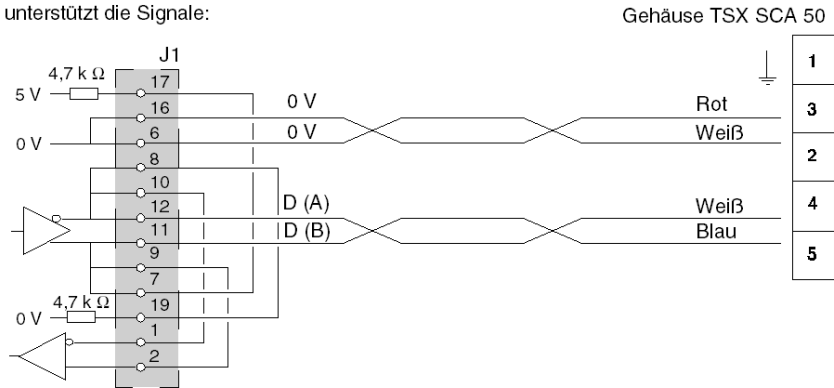 unterstützt die Signale:
Gehäuse TSX SCA 50
J1
4,7 k Ω
17
5 V
16
0 V
Rot
1
3
0 V
6
0 V
Weiß
2
8
10
12
D (A)
Weiß
4
11
D (B)
Blau
9
5
7
4,7 k Ω
19
0 V
1
2